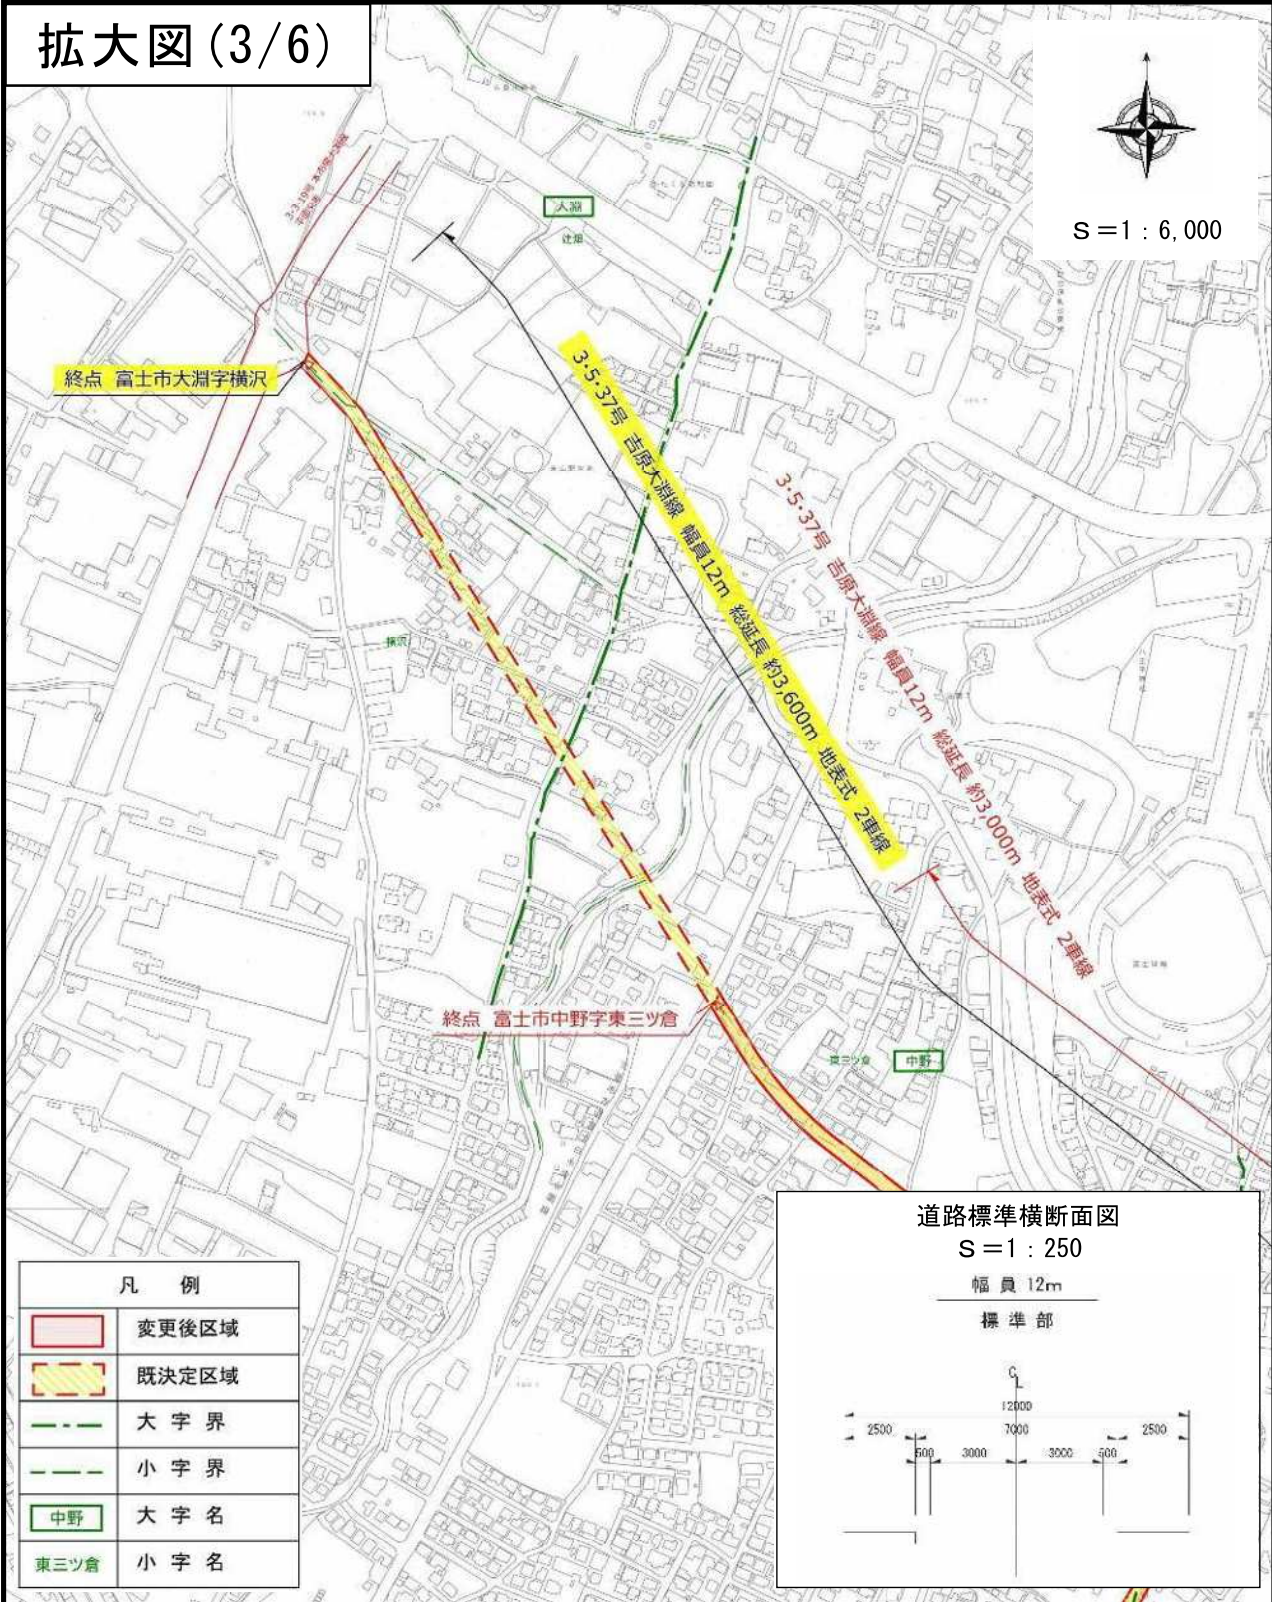 拡大図(3/6)
S=1:6,000
大淵
辻畑
終点 富士市大淵字横沢
3・5・37号 吉原大淵線 幅員12m 総延長 約3,600m 地表式 2車線
3・5・37号 吉原大淵線 幅員12m 総延長 約3,000m 地表式 2車線
横沢
終点 富士市中野字東三ツ倉
東三ツ倉
中野
道路標準横断面図
S=1:250
幅員 12m
標準部
CL
12000
2500
7000
2500
500
3000
3000
500
凡 例
変更後区域
既決定区域
大字界
小字界
中野
大字名
東三ツ倉
小字名